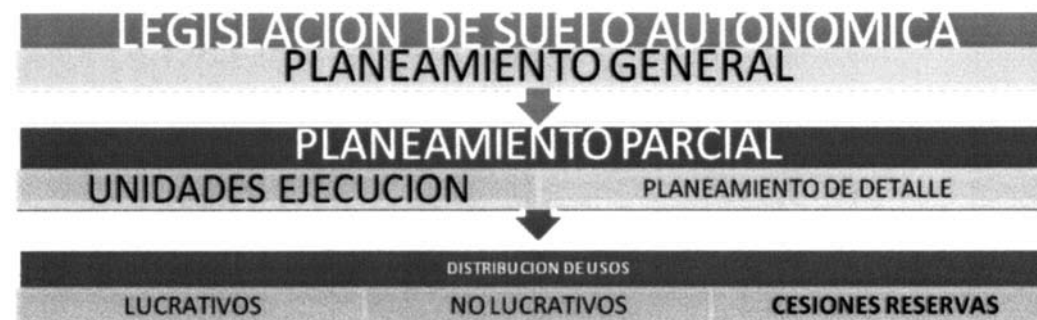 LEGISLACION DE SUELO AUTONOMICA
PLANEAMIENTO GENERAL
PLANEAMIENTO PARCIAL
UNIDADES EJECUCION PLANEAMIENTO DE DETALLE
DISTRIBUCION DE USOS
LUCRATIVOS NO LUCRATIVOS CESIONES RESERVAS